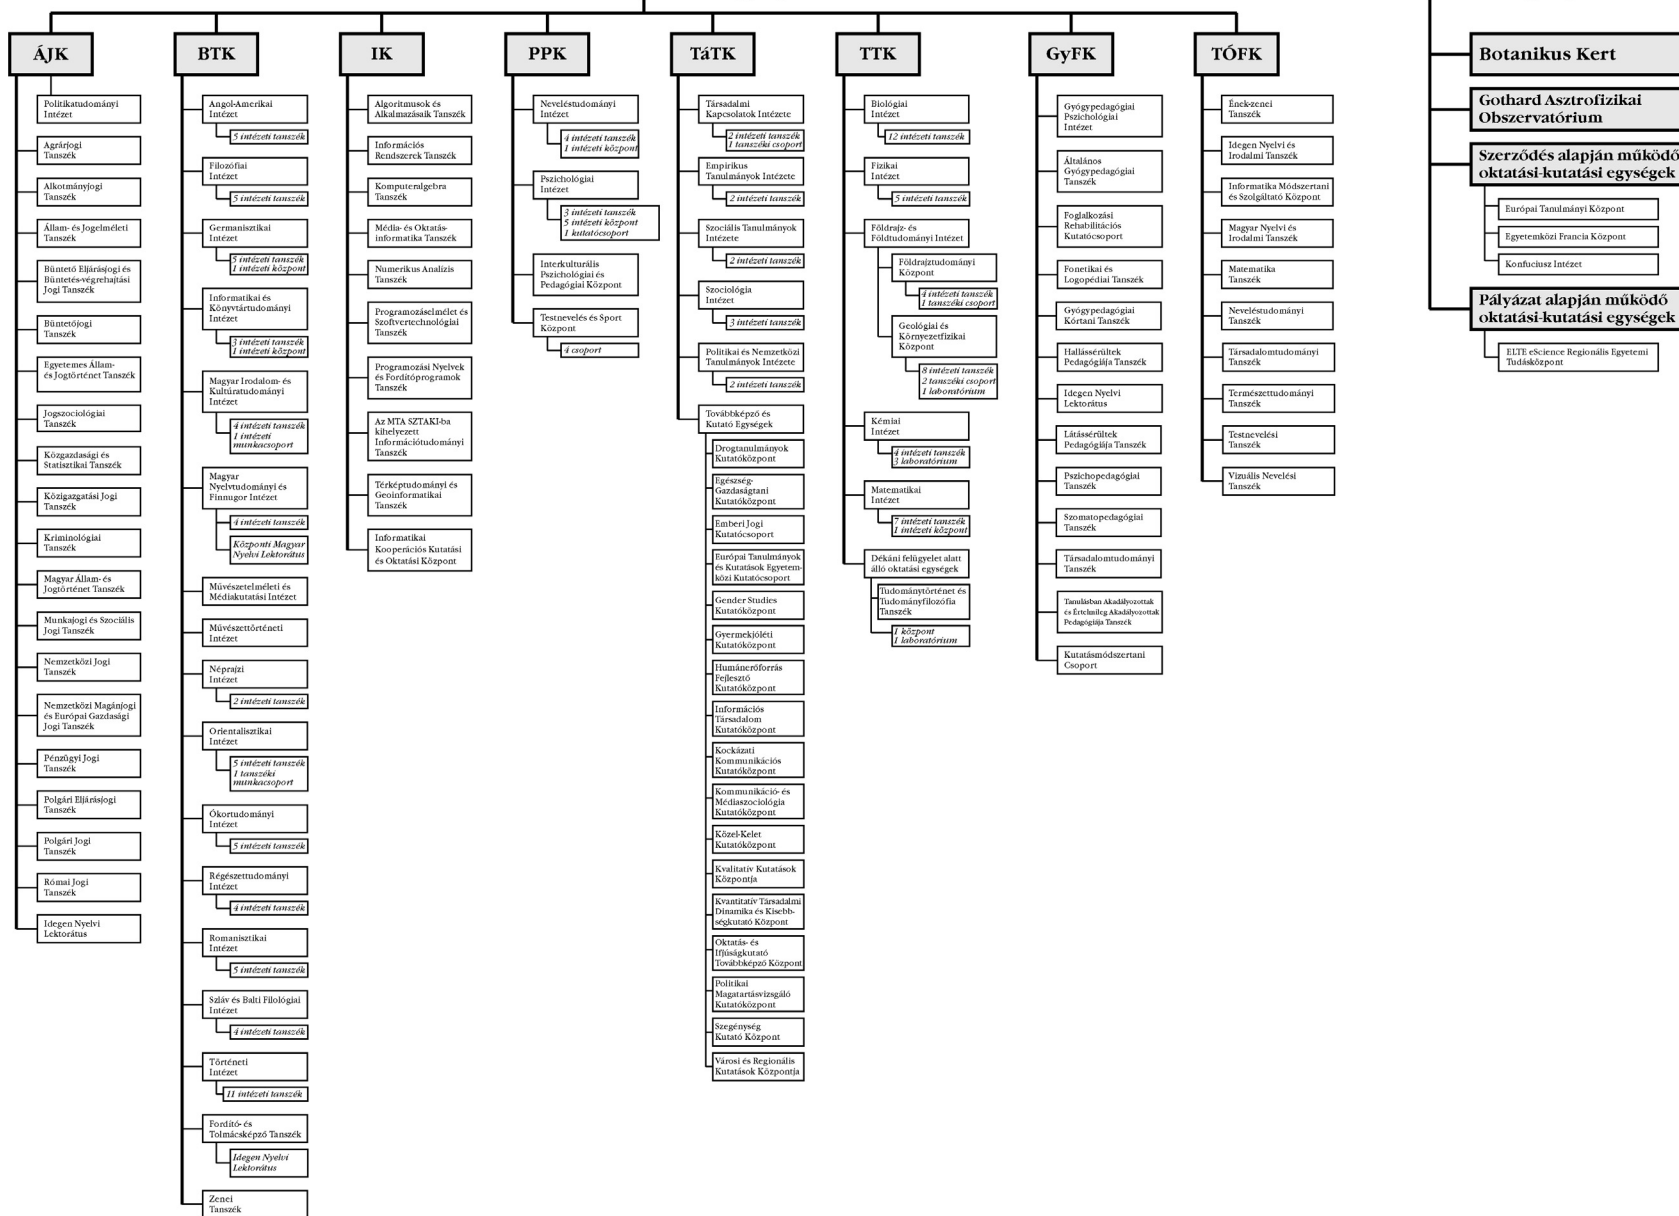 ÁJK
Politikatudományi
Intézet
Agrárjogi
Tanszék
Alkotmányjogi
Tanszék
Állam- és Jogelméleti
Tanszék
Büntető Eljárásjogi és
Büntetés-végrehajtási
Jogi Tanszék
Büntetőjogi
Tanszék
Egyetemes Állam-
és Jogtörténet Tanszék
Jogszociológiai
Tanszék
Közgazdasági és
Statisztikai Tanszék
Közigazgatási Jogi
Tanszék
Kriminológiai
Tanszék
Magyar Állam- és
Jogtörténet Tanszék
Munkajogi és Szociális
Jogi Tanszék
Nemzetközi Jogi
Tanszék
Nemzetközi Magánjogi
és Európai Gazdasági
Jogi Tanszék
Pénzügyi Jogi
Tanszék
Polgári Eljárásjogi
Tanszék
Polgári Jogi
Tanszék
Római Jogi
Tanszék
Idegen Nyelvi
Lektorátus
BTK
Angol-Amerikai
Intézet
5 intézeti tanszék
Filozófiai
Intézet
5 intézeti tanszék
Germanisztikai
Intézet
5 intézeti tanszék
1 intézeti központ
Informatikai és
Könyvtártudományi
Intézet
3 intézeti tanszék
1 intézeti központ
Magyar Irodalom- és
Kultúratudományi
Intézet
4 intézeti tanszék
1 intézeti
munkacsoport
Magyar
Nyelvtudományi és
Finnugor Intézet
4 intézeti tanszék
Központi Magyar
Nyelvi Lektorátus
Művészetelméleti és
Médiakutatási Intézet
Művészettörténeti
Intézet
Néprajzi
Intézet
2 intézeti tanszék
Orientalisztikai
Intézet
5 intézeti tanszék
1 tanszéki
munkacsoport
Ókortudományi
Intézet
5 intézeti tanszék
Régészettudományi
Intézet
4 intézeti tanszék
Romanisztikai
Intézet
5 intézeti tanszék
Szláv és Balti Filológiai
Intézet
4 intézeti tanszék
Történeti
Intézet
11 intézeti tanszék
Fordító- és
Tolmácsképző Tanszék
Idegen Nyelvi
Lektorátus
Zenei
Tanszék
IK
Algoritmusok és
Alkalmazásaik Tanszék
Információs
Rendszerek Tanszék
Komputeralgebra
Tanszék
Média- és Oktatás-
informatika Tanszék
Numerikus Analízis
Tanszék
Programozáselmélet és
Szoftvertechnológiai
Tanszék
Programozási Nyelvek
és Fordítóprogramok
Tanszék
Az MTA SZTAKI-ba
kihelyezett
Információtudományi
Tanszék
Térképtudományi és
Geoinformatikai
Tanszék
Informatikai
Kooperációs Kutatási
és Oktatási Központ
PPK
Neveléstudományi
Intézet
4 intézeti tanszék
1 intézeti központ
Pszichológiai
Intézet
3 intézeti tanszék
5 intézeti központ
1 kutatócsoport
Interkulturális
Pszichológiai és
Pedagógiai Központ
Testnevelés és Sport
Központ
4 csoport
TáTK
Társadalmi
Kapcsolatok Intézete
2 intézeti tanszék
1 tanszéki csoport
Empirikus
Tanulmányok Intézete
2 intézeti tanszék
Szociális Tanulmányok
Intézete
2 intézeti tanszék
Szociológia
Intézet
3 intézeti tanszék
Politikai és Nemzetközi
Tanulmányok Intézete
2 intézeti tanszék
Továbbképző és
Kutató Egységek
Drogtanulmányok
Kutatóközpont
Egészség-
Gazdaságtani
Kutatóközpont
Emberi Jogi
Kutatócsoport
Európai Tanulmányok
és Kutatások Egyetem-
közi Kutatócsoport
Gender Studies
Kutatóközpont
Gyermekjóléti
Kutatóközpont
Humánerőforrás
Fejlesztő
Kutatóközpont
Információs
Társadalom
Kutatóközpont
Kockázati
Kommunikációs
Kutatóközpont
Kommunikáció- és
Médiaszociológia
Kutatóközpont
Közel-Kelet
Kutatóközpont
Kvalitatív Kutatások
Központja
Kvantitatív Társadalmi
Dinamika és Kisebb-
ségkutató Központ
Oktatás- és
Ifjúságkutató
Továbbképző Központ
Politikai
Magatartásvizsgáló
Kutatóközpont
Szegénység
Kutató Központ
Városi és Regionális
Kutatások Központja
TTK
Biológiai
Intézet
12 intézeti tanszék
Fizikai
Intézet
5 intézeti tanszék
Földrajz- és
Földtudományi Intézet
Földrajztudományi
Központ
4 intézeti tanszék
1 tanszéki csoport
Geológiai és
Környezetfizikai
Központ
8 intézeti tanszék
2 tanszéki csoport
1 laboratórium
Kémiai
Intézet
4 intézeti tanszék
3 laboratórium
Matematikai
Intézet
7 intézeti tanszék
1 intézeti központ
Dékáni felügyelet alatt
álló oktatási egységek
Tudománytörténet és
Tudományfilozófia
Tanszék
1 központ
1 laboratórium
GyFK
Gyógypedagógiai
Pszichológiai
Intézet
Általános
Gyógypedagógiai
Tanszék
Foglalkozási
Rehabilitációs
Kutatócsoport
Fonetikai és
Logopédiai Tanszék
Gyógypedagógiai
Kórtani Tanszék
Hallássérültek
Pedagógiája Tanszék
Idegen Nyelvi
Lektorátus
Látássérültek
Pedagógiája Tanszék
Pszichopedagógiai
Tanszék
Szomatopedagógiai
Tanszék
Társadalomtudományi
Tanszék
Tanulásban Akadályozottak
és Értelmileg Akadályozottak
Pedagógiája Tanszék
Kutatásmódszertani
Csoport
TÓFK
Ének-zenei
Tanszék
Idegen Nyelvi és
Irodalmi Tanszék
Informatika Módszertani
és Szolgáltató Központ
Magyar Nyelvi és
Irodalmi Tanszék
Matematika
Tanszék
Neveléstudományi
Tanszék
Társadalomtudományi
Tanszék
Természettudományi
Tanszék
Testnevelési
Tanszék
Vizuális Nevelési
Tanszék
Botanikus Kert
Gothard Asztrofizikai
Obszervatórium
Szerződés alapján működő
oktatási-kutatási egységek
Európai Tanulmányi Központ
Egyetemközi Francia Központ
Konfuciusz Intézet
Pályázat alapján működő
oktatási-kutatási egységek
ELTE eScience Regionális Egyetemi
Tudásközpont